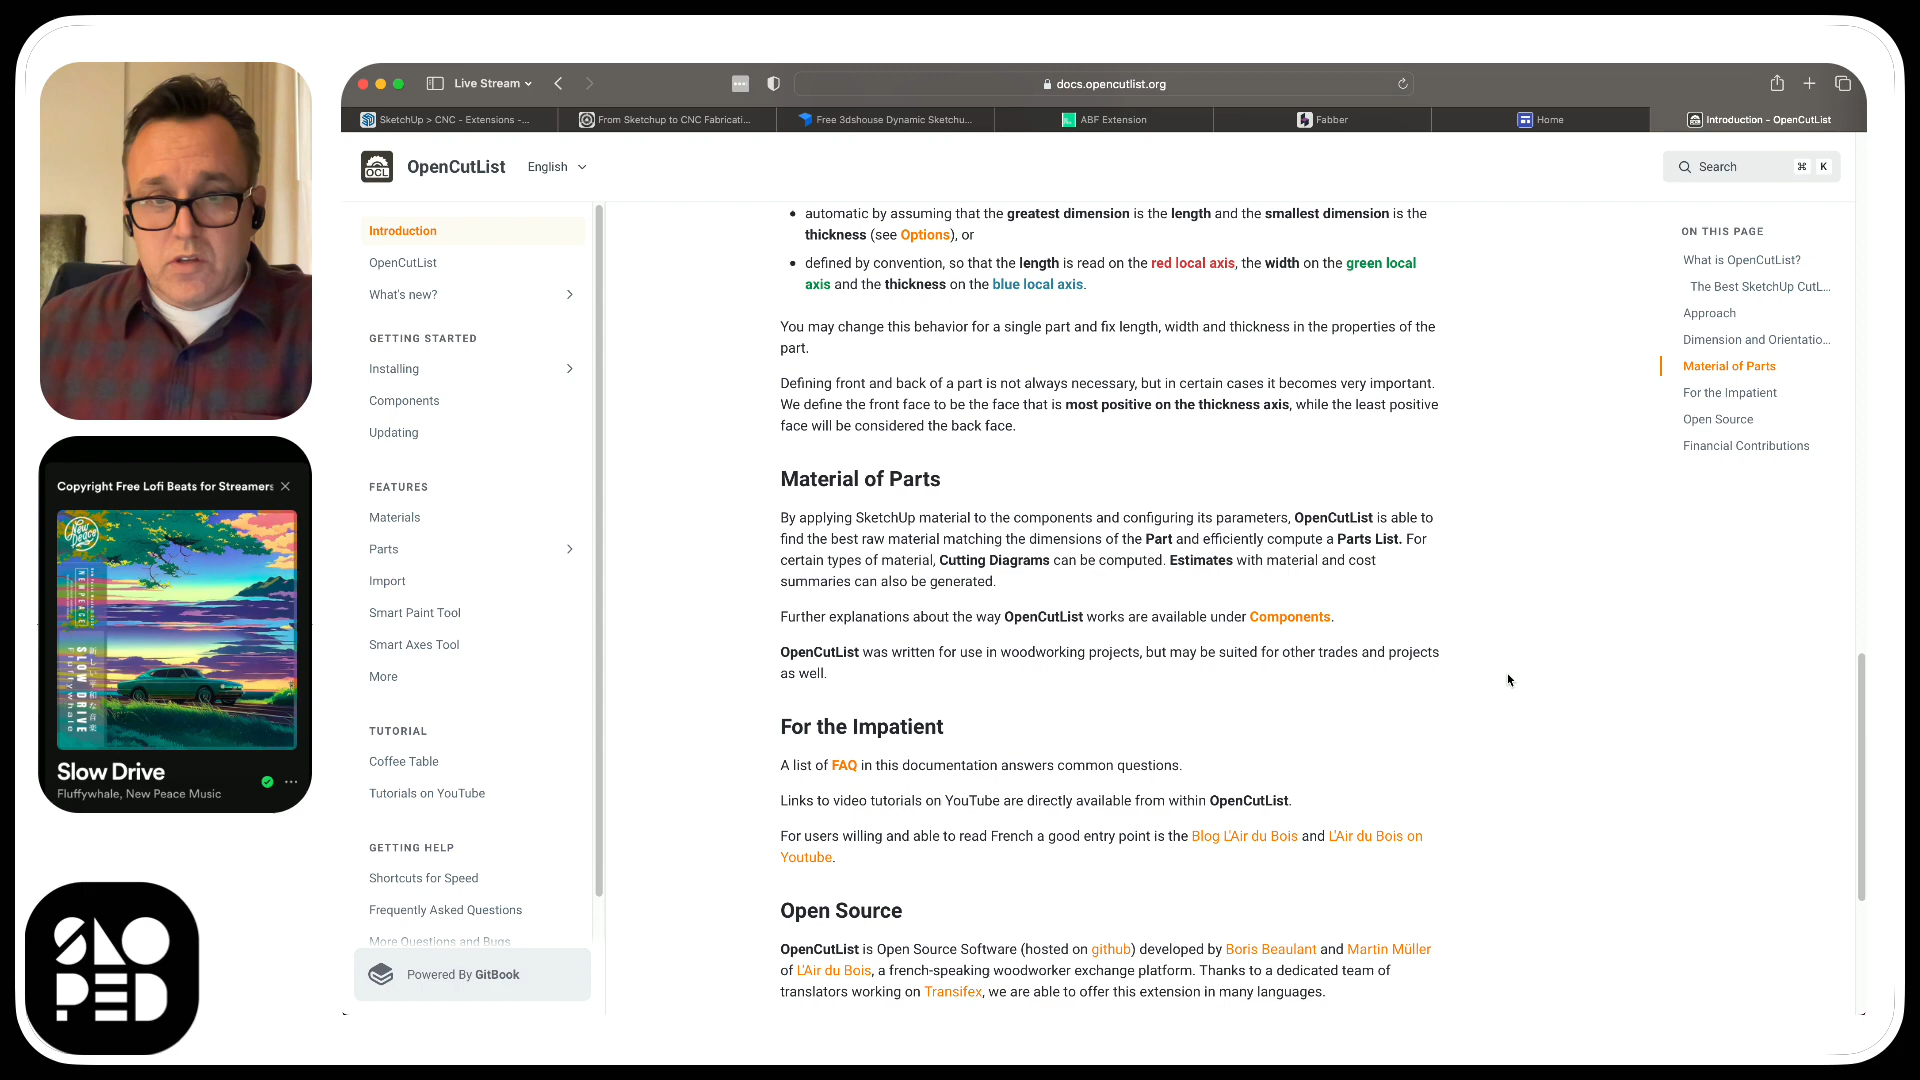 Live Stream
docs.opencutlist.org
SketchUp > CNC - Extensions -...
From Sketchup to CNC Fabricati...
Free 3dshouse Dynamic Sketchu...
ABF Extension
Fabber
Home
Introduction - OpenCutList
OCL
OpenCutList
English
Search
⌘ K
Introduction
OpenCutList
What's new?
GETTING STARTED
Installing
Components
Updating
FEATURES
Materials
Parts
Import
Smart Paint Tool
Smart Axes Tool
More
TUTORIAL
Coffee Table
Tutorials on YouTube
GETTING HELP
Shortcuts for Speed
Frequently Asked Questions
More Questions and Bugs
Powered By GitBook
• automatic by assuming that the greatest dimension is the length and the smallest dimension is the
thickness (see Options), or
• defined by convention, so that the length is read on the red local axis, the width on the green local
axis and the thickness on the blue local axis.
You may change this behavior for a single part and fix length, width and thickness in the properties of the
part.
Defining front and back of a part is not always necessary, but in certain cases it becomes very important.
We define the front face to be the face that is most positive on the thickness axis, while the least positive
face will be considered the back face.
Material of Parts
By applying SketchUp material to the components and configuring its parameters, OpenCutList is able to
find the best raw material matching the dimensions of the Part and efficiently compute a Parts List. For
certain types of material, Cutting Diagrams can be computed. Estimates with material and cost
summaries can also be generated.
Further explanations about the way OpenCutList works are available under Components.
OpenCutList was written for use in woodworking projects, but may be suited for other trades and projects
as well.
For the Impatient
A list of FAQ in this documentation answers common questions.
Links to video tutorials on YouTube are directly available from within OpenCutList.
For users willing and able to read French a good entry point is the Blog L'Air du Bois and L'Air du Bois on
Youtube.
Open Source
OpenCutList is Open Source Software (hosted on github) developed by Boris Beaulant and Martin Müller
of L'Air du Bois, a french-speaking woodworker exchange platform. Thanks to a dedicated team of
translators working on Transifex, we are able to offer this extension in many languages.
ON THIS PAGE
What is OpenCutList?
The Best SketchUp CutL...
Approach
Dimension and Orientatio...
Material of Parts
For the Impatient
Open Source
Financial Contributions
Copyright Free Lofi Beats for Streamers
New Peace
NEWPEACE
SLOW DRIVE
Fluffywhale
Slow Drive
Fluffywhale, New Peace Music
SLOPED